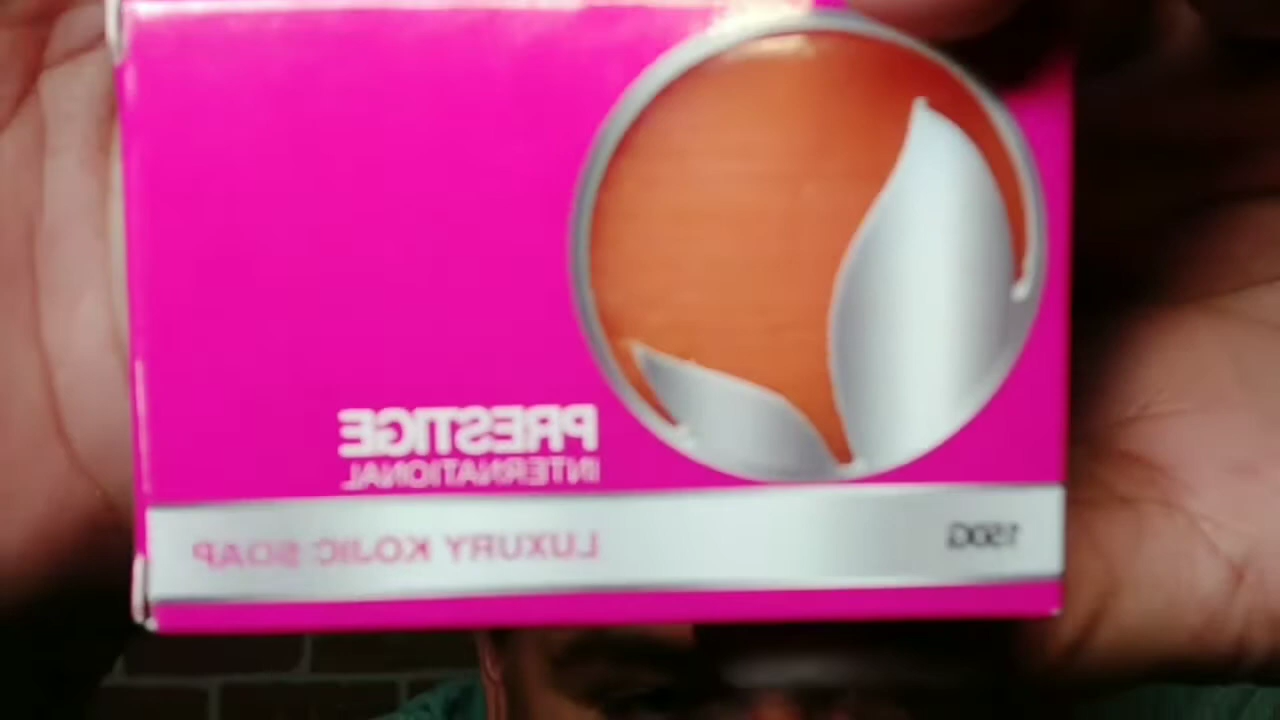 PRESTIGE
INTERNATIONAL
LUXURY KOJIC SOAP
150G